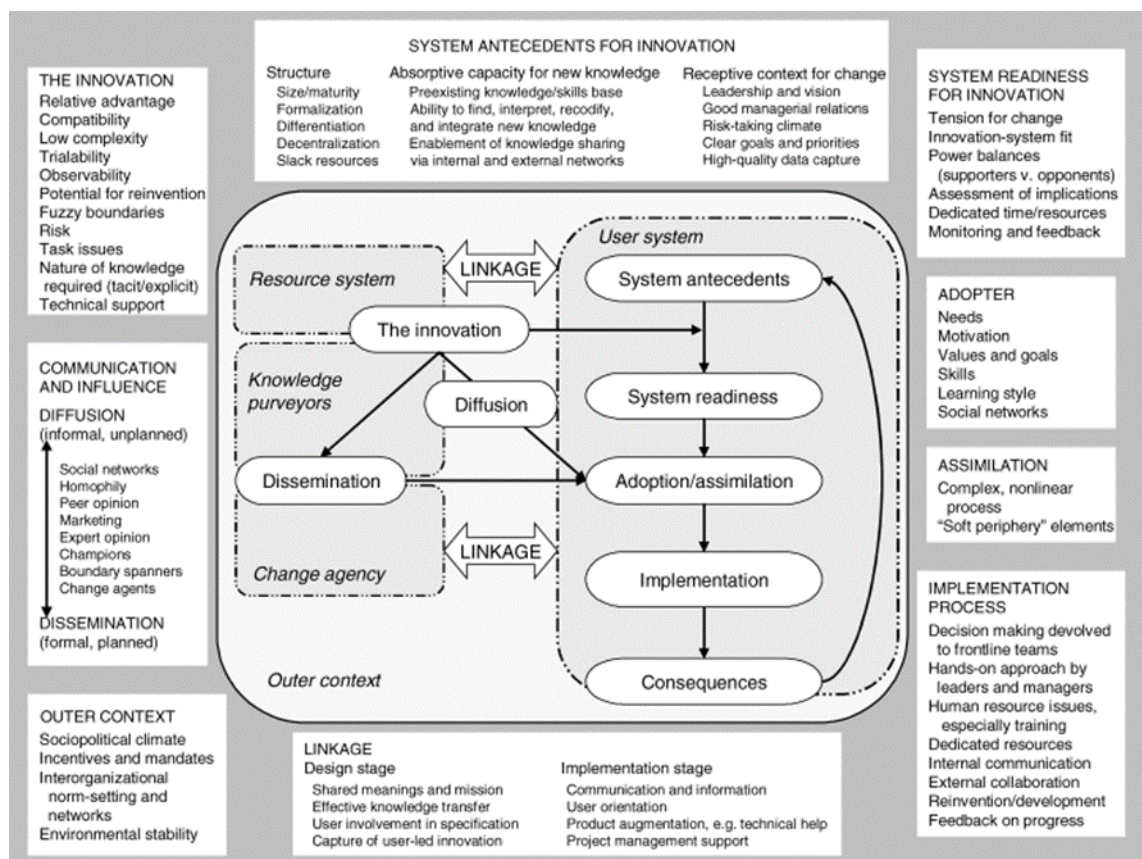 SYSTEM ANTECEDENTS FOR INNOVATION
Structure
Size/maturity
Formalization
Differentiation
Decentralization
Slack resources
Absorptive capacity for new knowledge
Preexisting knowledge/skills base
Ability to find, interpret, recodify,
and integrate new knowledge
Enablement of knowledge sharing
via internal and external networks
Receptive context for change
Leadership and vision
Good managerial relations
Risk-taking climate
Clear goals and priorities
High-quality data capture
THE INNOVATION
Relative advantage
Compatibility
Low complexity
Trialability
Observability
Potential for reinvention
Fuzzy boundaries
Risk
Task issues
Nature of knowledge
required (tacit/explicit)
Technical support
COMMUNICATION
AND INFLUENCE
DIFFUSION
(informal, unplanned)
Social networks
Homophily
Peer opinion
Marketing
Expert opinion
Champions
Boundary spanners
Change agents
DISSEMINATION
(formal, planned)
OUTER CONTEXT
Sociopolitical climate
Incentives and mandates
Interorganizational
norm-setting and
networks
Environmental stability
Resource system
LINKAGE
User system
System antecedents
The innovation
Knowledge
purveyors
Diffusion
System readiness
Dissemination
Adoption/assimilation
LINKAGE
Change agency
Implementation
Outer context
Consequences
LINKAGE
Design stage
Shared meanings and mission
Effective knowledge transfer
User involvement in specification
Capture of user-led innovation
Implementation stage
Communication and information
User orientation
Product augmentation, e.g. technical help
Project management support
SYSTEM READINESS
FOR INNOVATION
Tension for change
Innovation-system fit
Power balances
(supporters v. opponents)
Assessment of implications
Dedicated time/resources
Monitoring and feedback
ADOPTER
Needs
Motivation
Values and goals
Skills
Learning style
Social networks
ASSIMILATION
Complex, nonlinear
process
“Soft periphery” elements
IMPLEMENTATION
PROCESS
Decision making devolved
to frontline teams
Hands-on approach by
leaders and managers
Human resource issues,
especially training
Dedicated resources
Internal communication
External collaboration
Reinvention/development
Feedback on progress